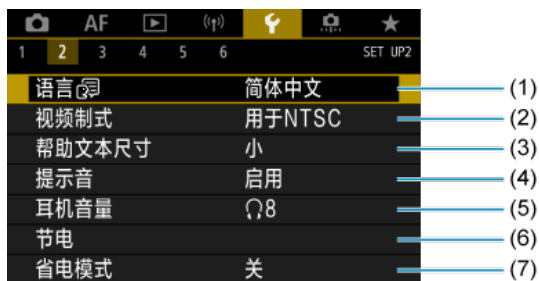 AF
1 2 3 4 5 6 SET UP2
语言 简体中文 (1)
视频制式 用于NTSC (2)
帮助文本尺寸 小 (3)
提示音 启用 (4)
耳机音量 8 (5)
节电 (6)
省电模式 关 (7)